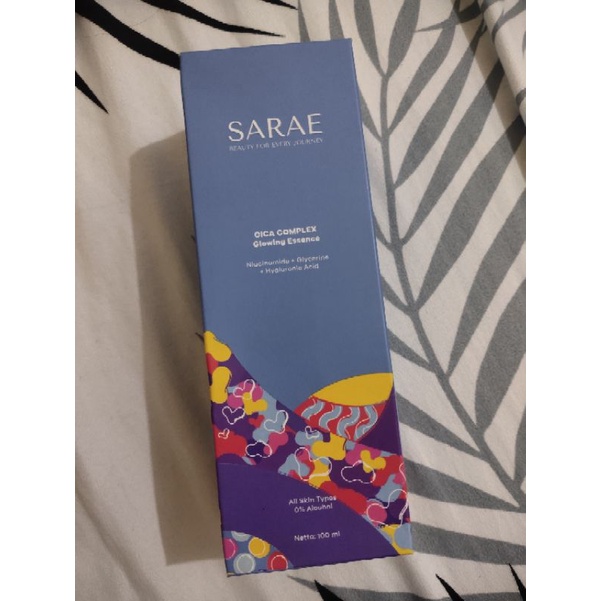 SARAE
BEAUTY FOR EVERY JOURNEY
CICA COMPLEX
Glowing Essence
Niacinamide + Glycerine
+ Hyaluronic Acid
All Skin Types
0% Alcohol
Netto: 100 ml